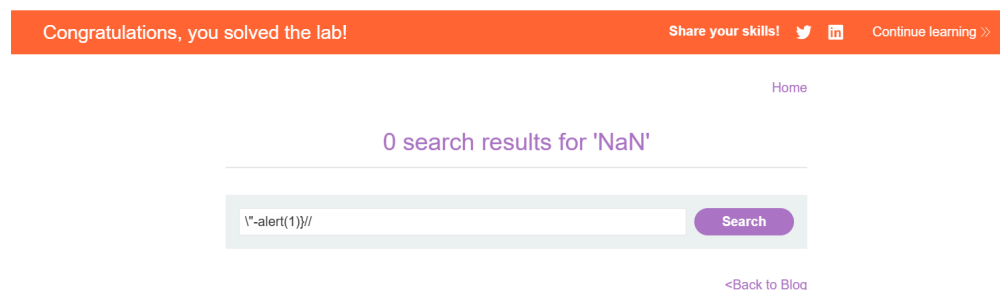 Congratulations, you solved the lab!
Share your skills!
Continue learning »
Home
0 search results for 'NaN'
\"-alert(1)}//
Search
<Back to Blog